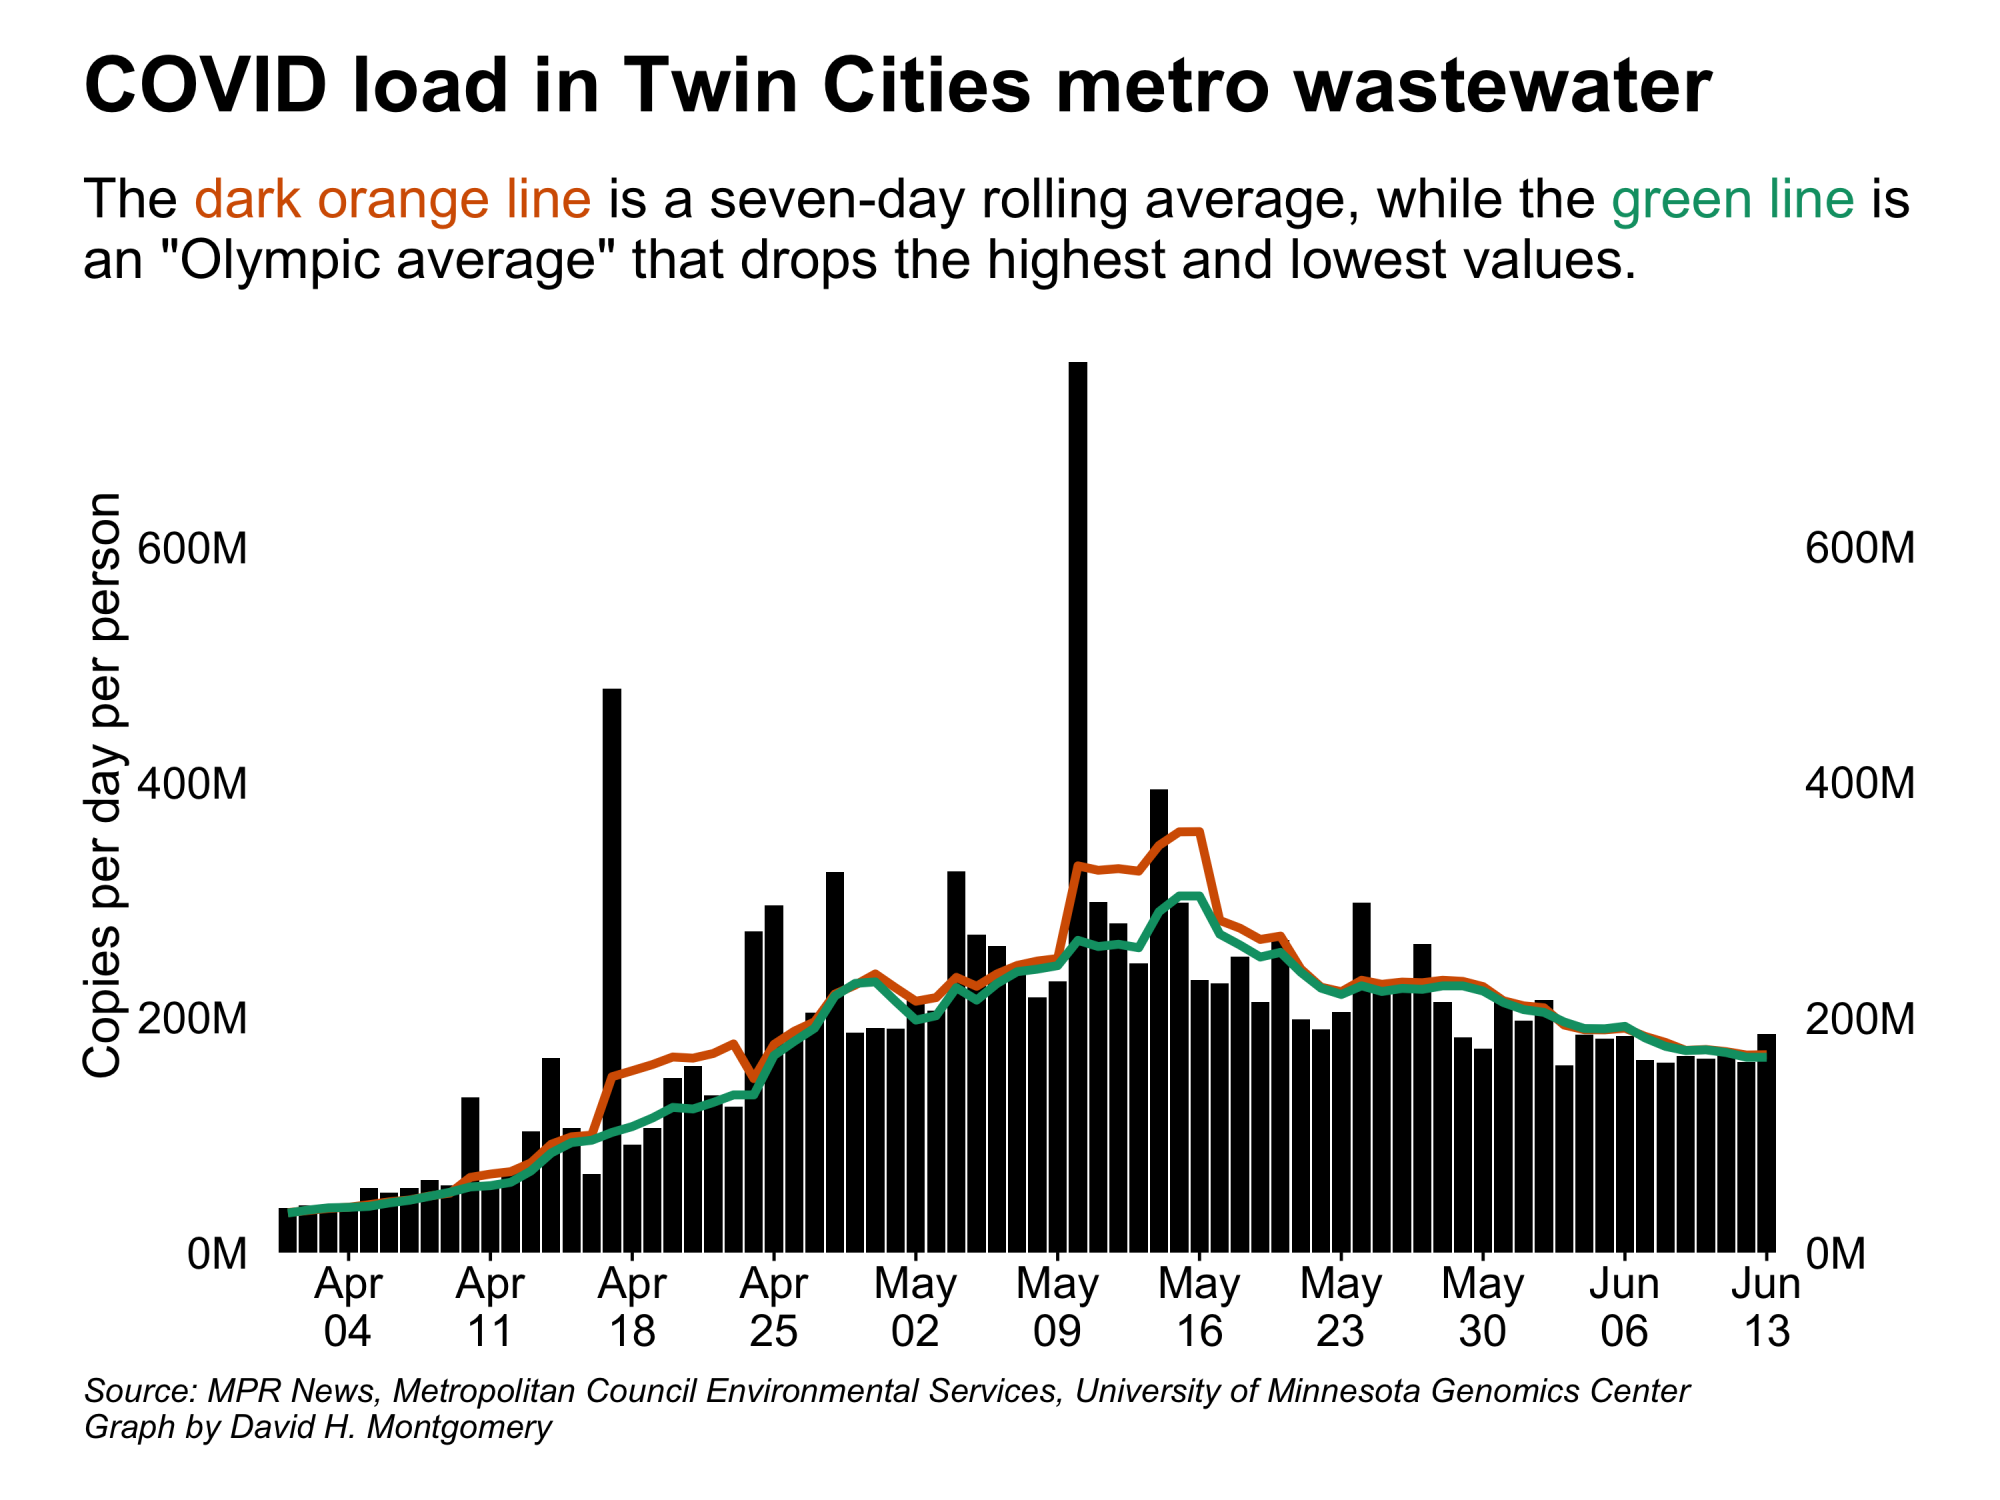 COVID load in Twin Cities metro wastewater
The dark orange line is a seven-day rolling average, while the green line is
an "Olympic average" that drops the highest and lowest values.
Copies per day per person
600M
400M
200M
0M
600M
400M
200M
0M
Apr 04
Apr 11
Apr 18
Apr 25
May 02
May 09
May 16
May 23
May 30
Jun 06
Jun 13
Source: MPR News, Metropolitan Council Environmental Services, University of Minnesota Genomics Center
Graph by David H. Montgomery